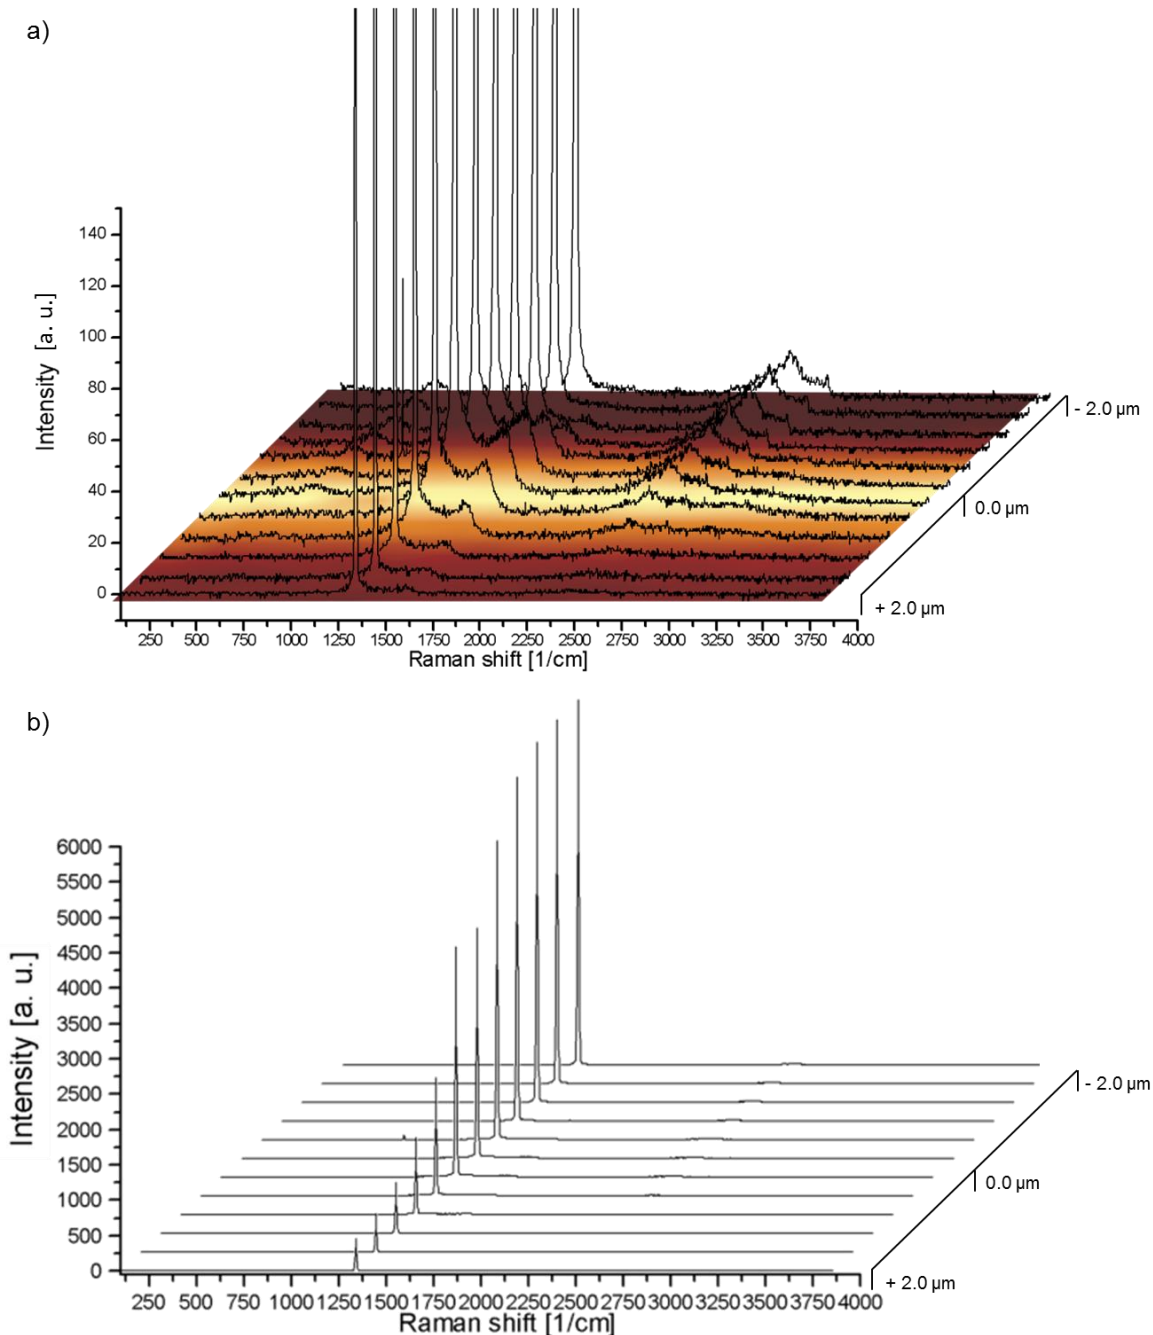 a)
Intensity [a. u.]
140
120
100
80
60
40
20
0
- 2.0 µm
0.0 µm
+ 2.0 µm
250 500 750 1000 1250 1500 1750 2000 2250 2500 2750 3000 3250 3500 3750 4000
Raman shift [1/cm]
b)
Intensity [a. u.]
6000
5500
5000
4500
4000
3500
3000
2500
2000
1500
1000
500
0
- 2.0 µm
0.0 µm
+ 2.0 µm
250 500 750 1000 1250 1500 1750 2000 2250 2500 2750 3000 3250 3500 3750 4000
Raman shift [1/cm]